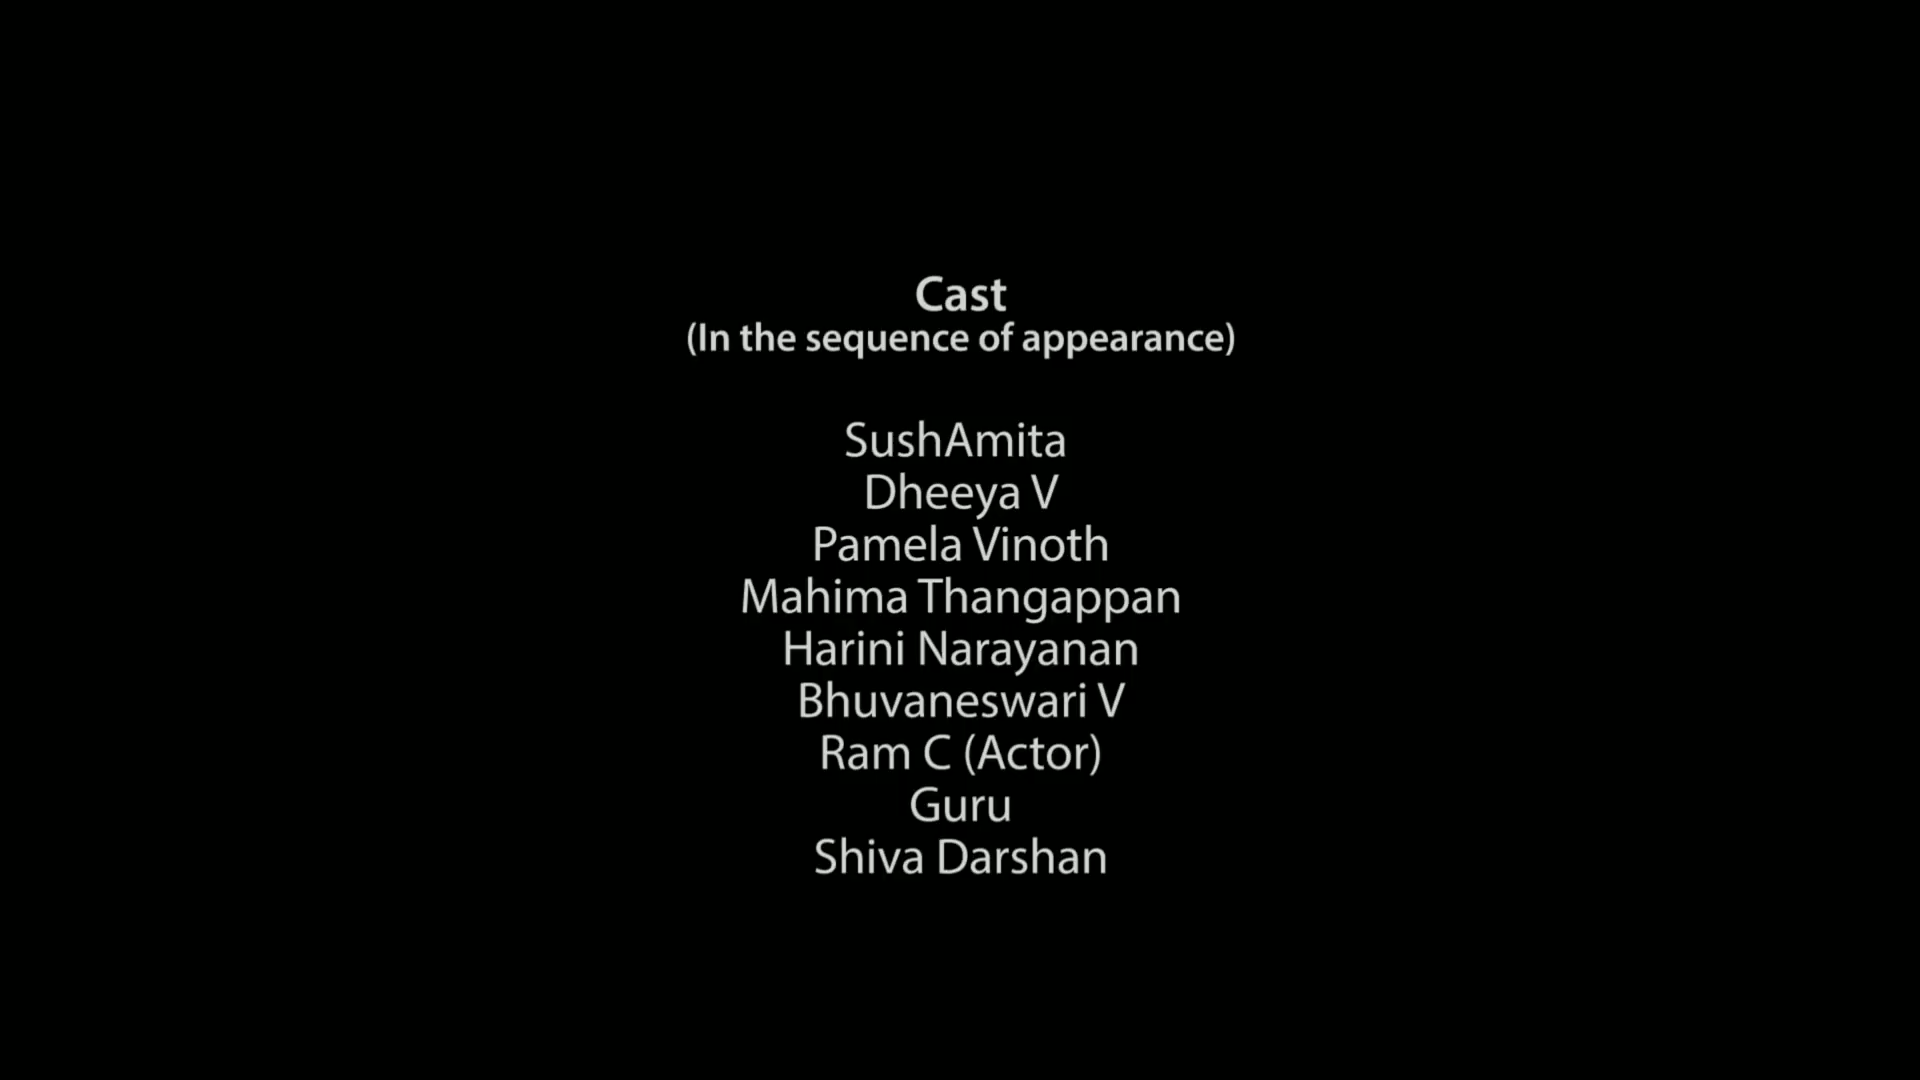 Cast
(In the sequence of appearance)
SushAmita
Dheeya V
Pamela Vinoth
Mahima Thangappan
Harini Narayanan
Bhuvaneswari V
Ram C (Actor)
Guru
Shiva Darshan